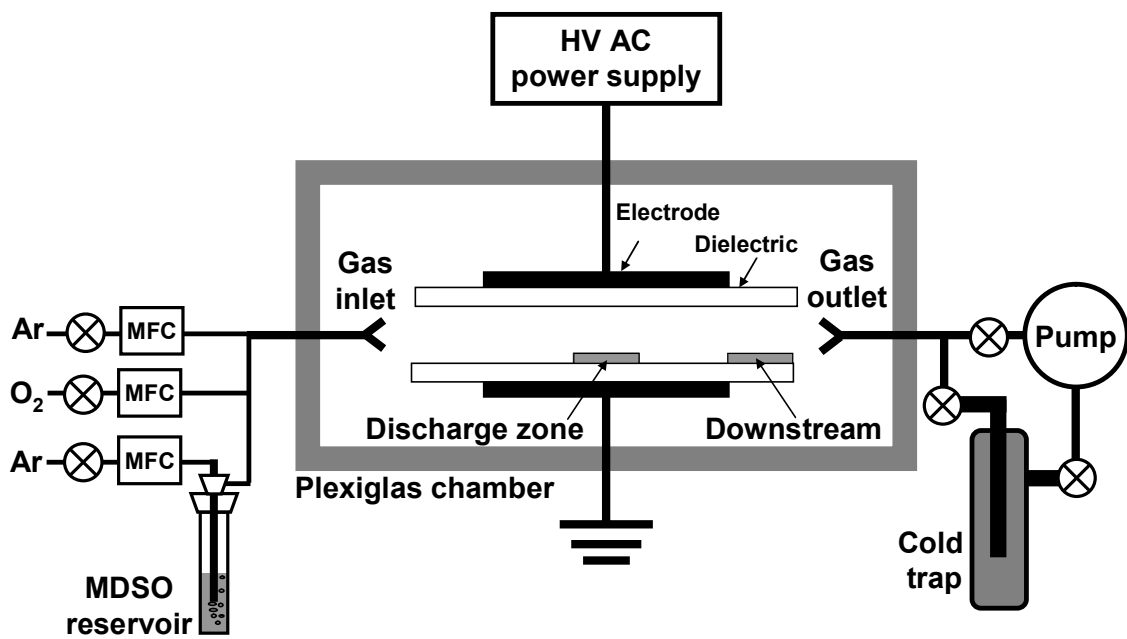 HV AC
power supply
Electrode
Dielectric
Gas
inlet
Gas
outlet
Ar
MFC
Pump
O2
MFC
Discharge zone
Downstream
Ar
MFC
Plexiglas chamber
Cold
trap
MDSO
reservoir